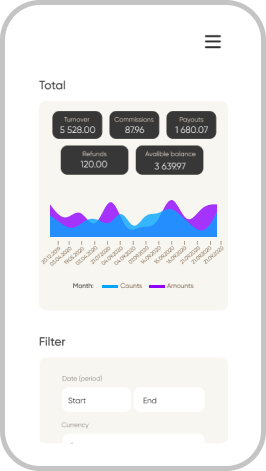 Total
Turnover
5 528.00
Commissions
87.96
Payouts
1 680.07
Refunds
120.00
Avalible balance
3 639.97
Month:
Counts
Amounts
Filter
Date (period)
Start
End
Currency